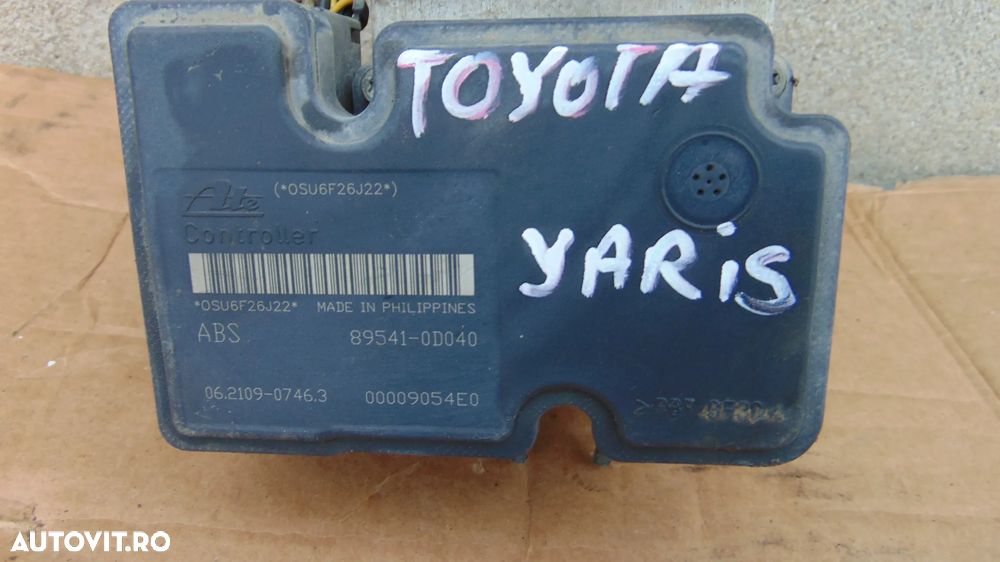 TOYOTA
(*OSU6F26J22*)
Ate
Controller
YARiS
*OSU6F26J22* MADE IN PHILIPPINES
ABS 89541-0D040
06.2109-0746.3 00009054E0
AUTOVIT.RO